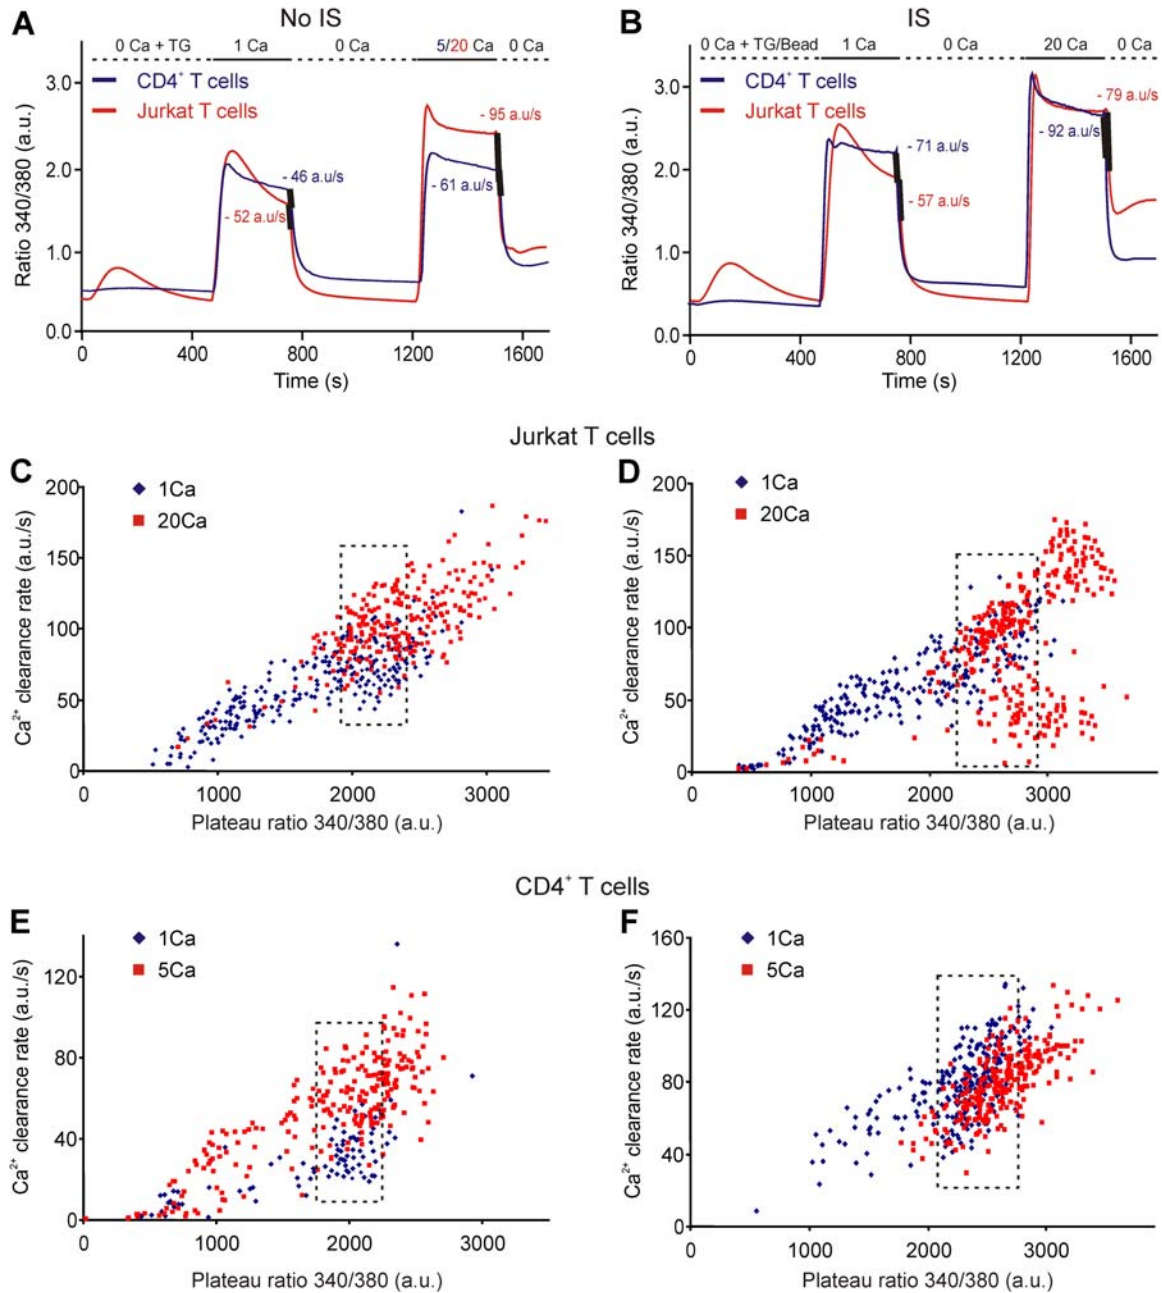 A
No IS
0 Ca + TG
1 Ca
0 Ca
5/20 Ca
0 Ca
CD4⁺ T cells
Jurkat T cells
Ratio 340/380 (a.u.)
3.0
2.0
1.0
0.0
- 46 a.u/s
- 52 a.u/s
- 95 a.u/s
- 61 a.u/s
0
400
800
1200
1600
Time (s)
B
IS
0 Ca + TG/Bead
1 Ca
0 Ca
20 Ca
0 Ca
CD4⁺ T cells
Jurkat T cells
Ratio 340/380 (a.u.)
3.0
2.0
1.0
0.0
- 71 a.u/s
- 57 a.u/s
- 79 a.u/s
- 92 a.u/s
0
400
800
1200
1600
Time (s)
Jurkat T cells
C
1Ca
20Ca
Ca²⁺ clearance rate (a.u./s)
200
150
100
50
0
0
1000
2000
3000
Plateau ratio 340/380 (a.u.)
D
1Ca
20Ca
Ca²⁺ clearance rate (a.u./s)
200
150
100
50
0
0
1000
2000
3000
Plateau ratio 340/380 (a.u.)
CD4⁺ T cells
E
1Ca
5Ca
Ca²⁺ clearance rate (a.u./s)
120
80
40
0
0
1000
2000
3000
Plateau ratio 340/380 (a.u.)
F
1Ca
5Ca
Ca²⁺ clearance rate (a.u./s)
160
120
80
40
0
0
1000
2000
3000
Plateau ratio 340/380 (a.u.)